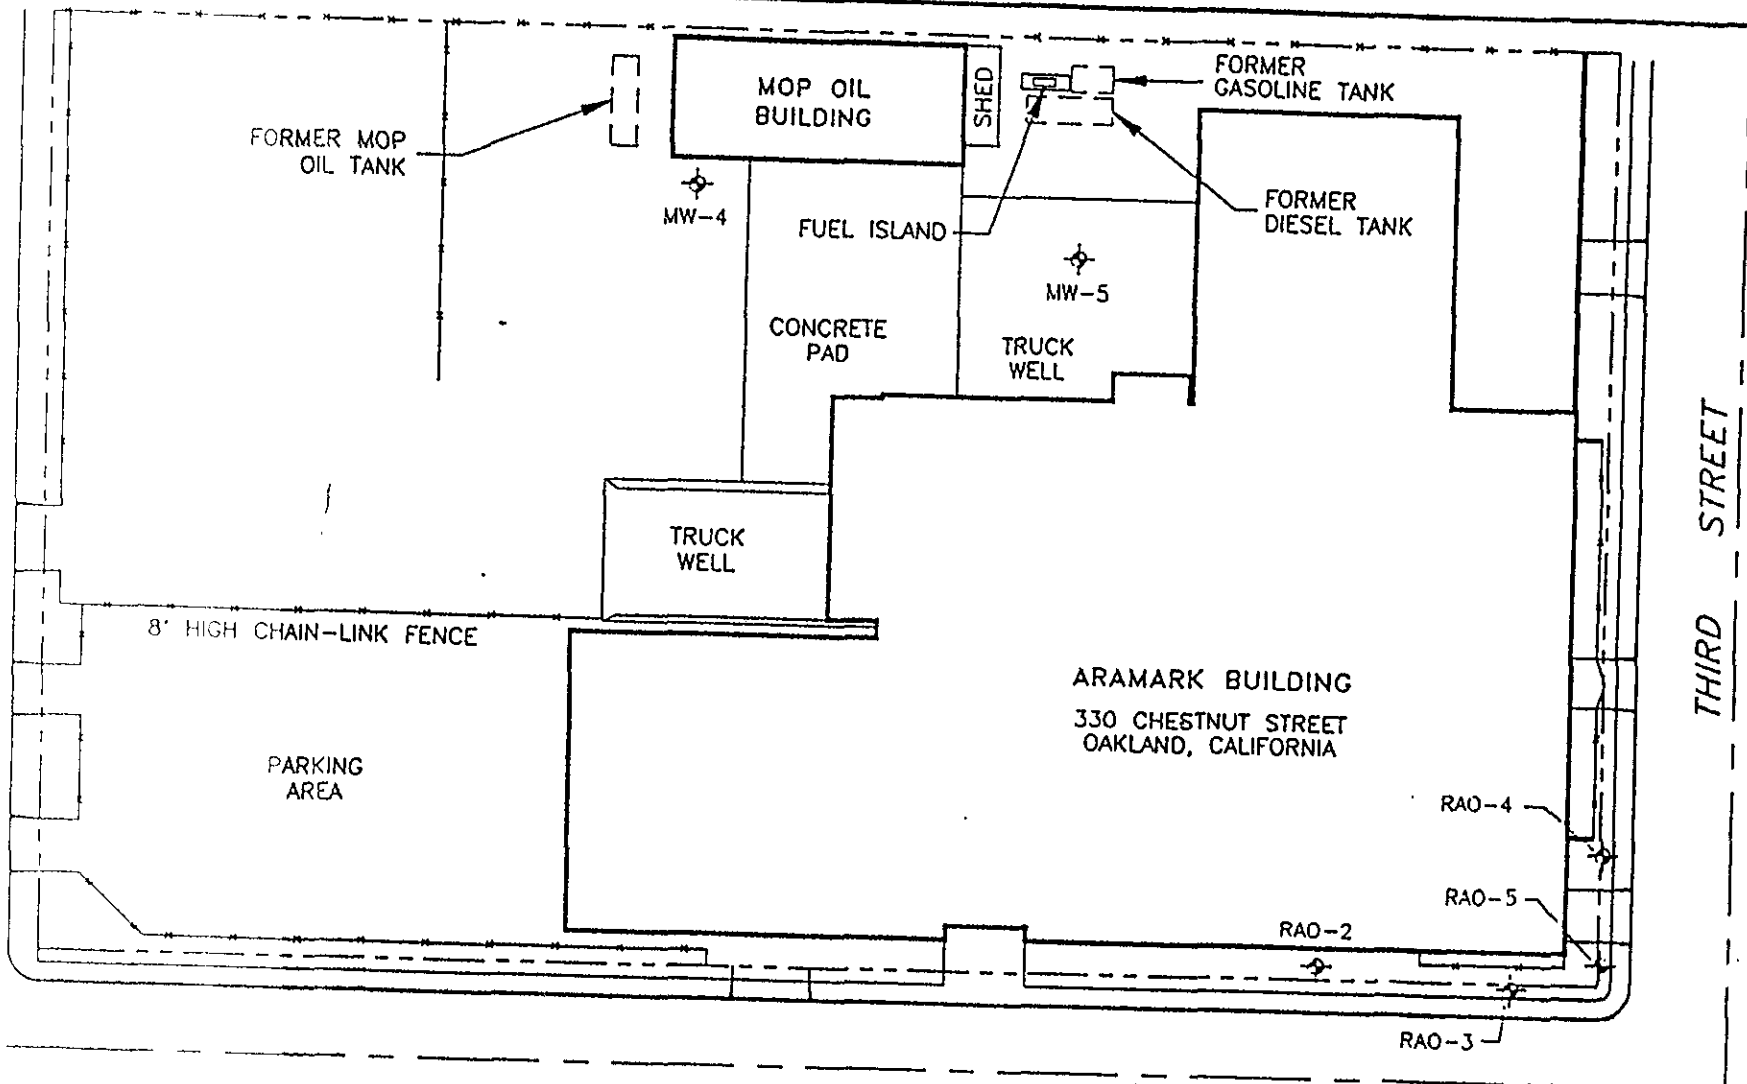 FORMER
GASOLINE TANK
MOP OIL
BUILDING
SHED
FORMER MOP
OIL TANK
MW-4
FUEL ISLAND
FORMER
DIESEL TANK
MW-5
CONCRETE
PAD
TRUCK
WELL
THIRD STREET
TRUCK
WELL
8' HIGH CHAIN-LINK FENCE
ARAMARK BUILDING
330 CHESTNUT STREET
OAKLAND, CALIFORNIA
PARKING
AREA
RAO-4
RAO-5
RAO-2
RAO-3